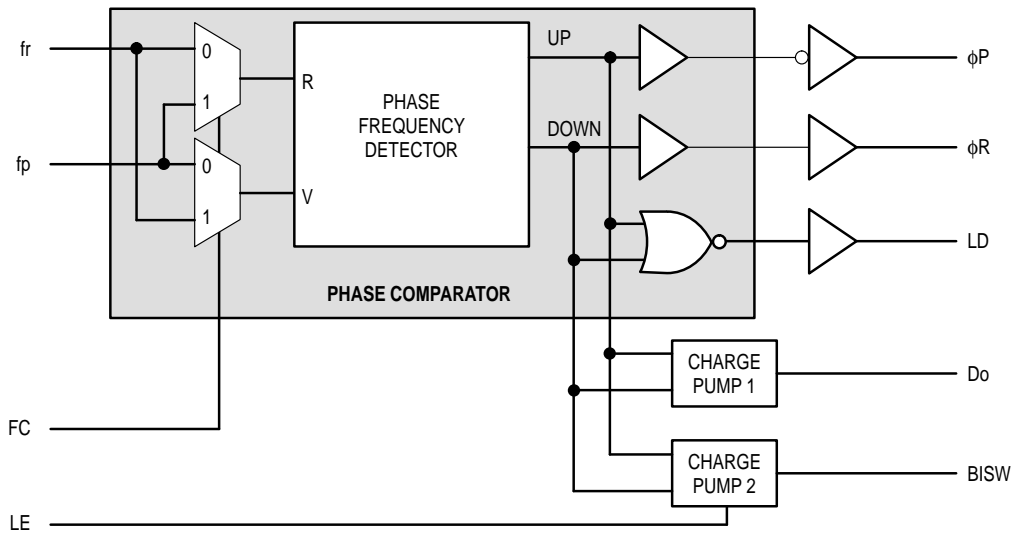 fr
fp
FC
LE
0
1
0
1
R
V
PHASE
FREQUENCY
DETECTOR
UP
DOWN
PHASE COMPARATOR
CHARGE
PUMP 1
CHARGE
PUMP 2
ϕP
ϕR
LD
Do
BISW